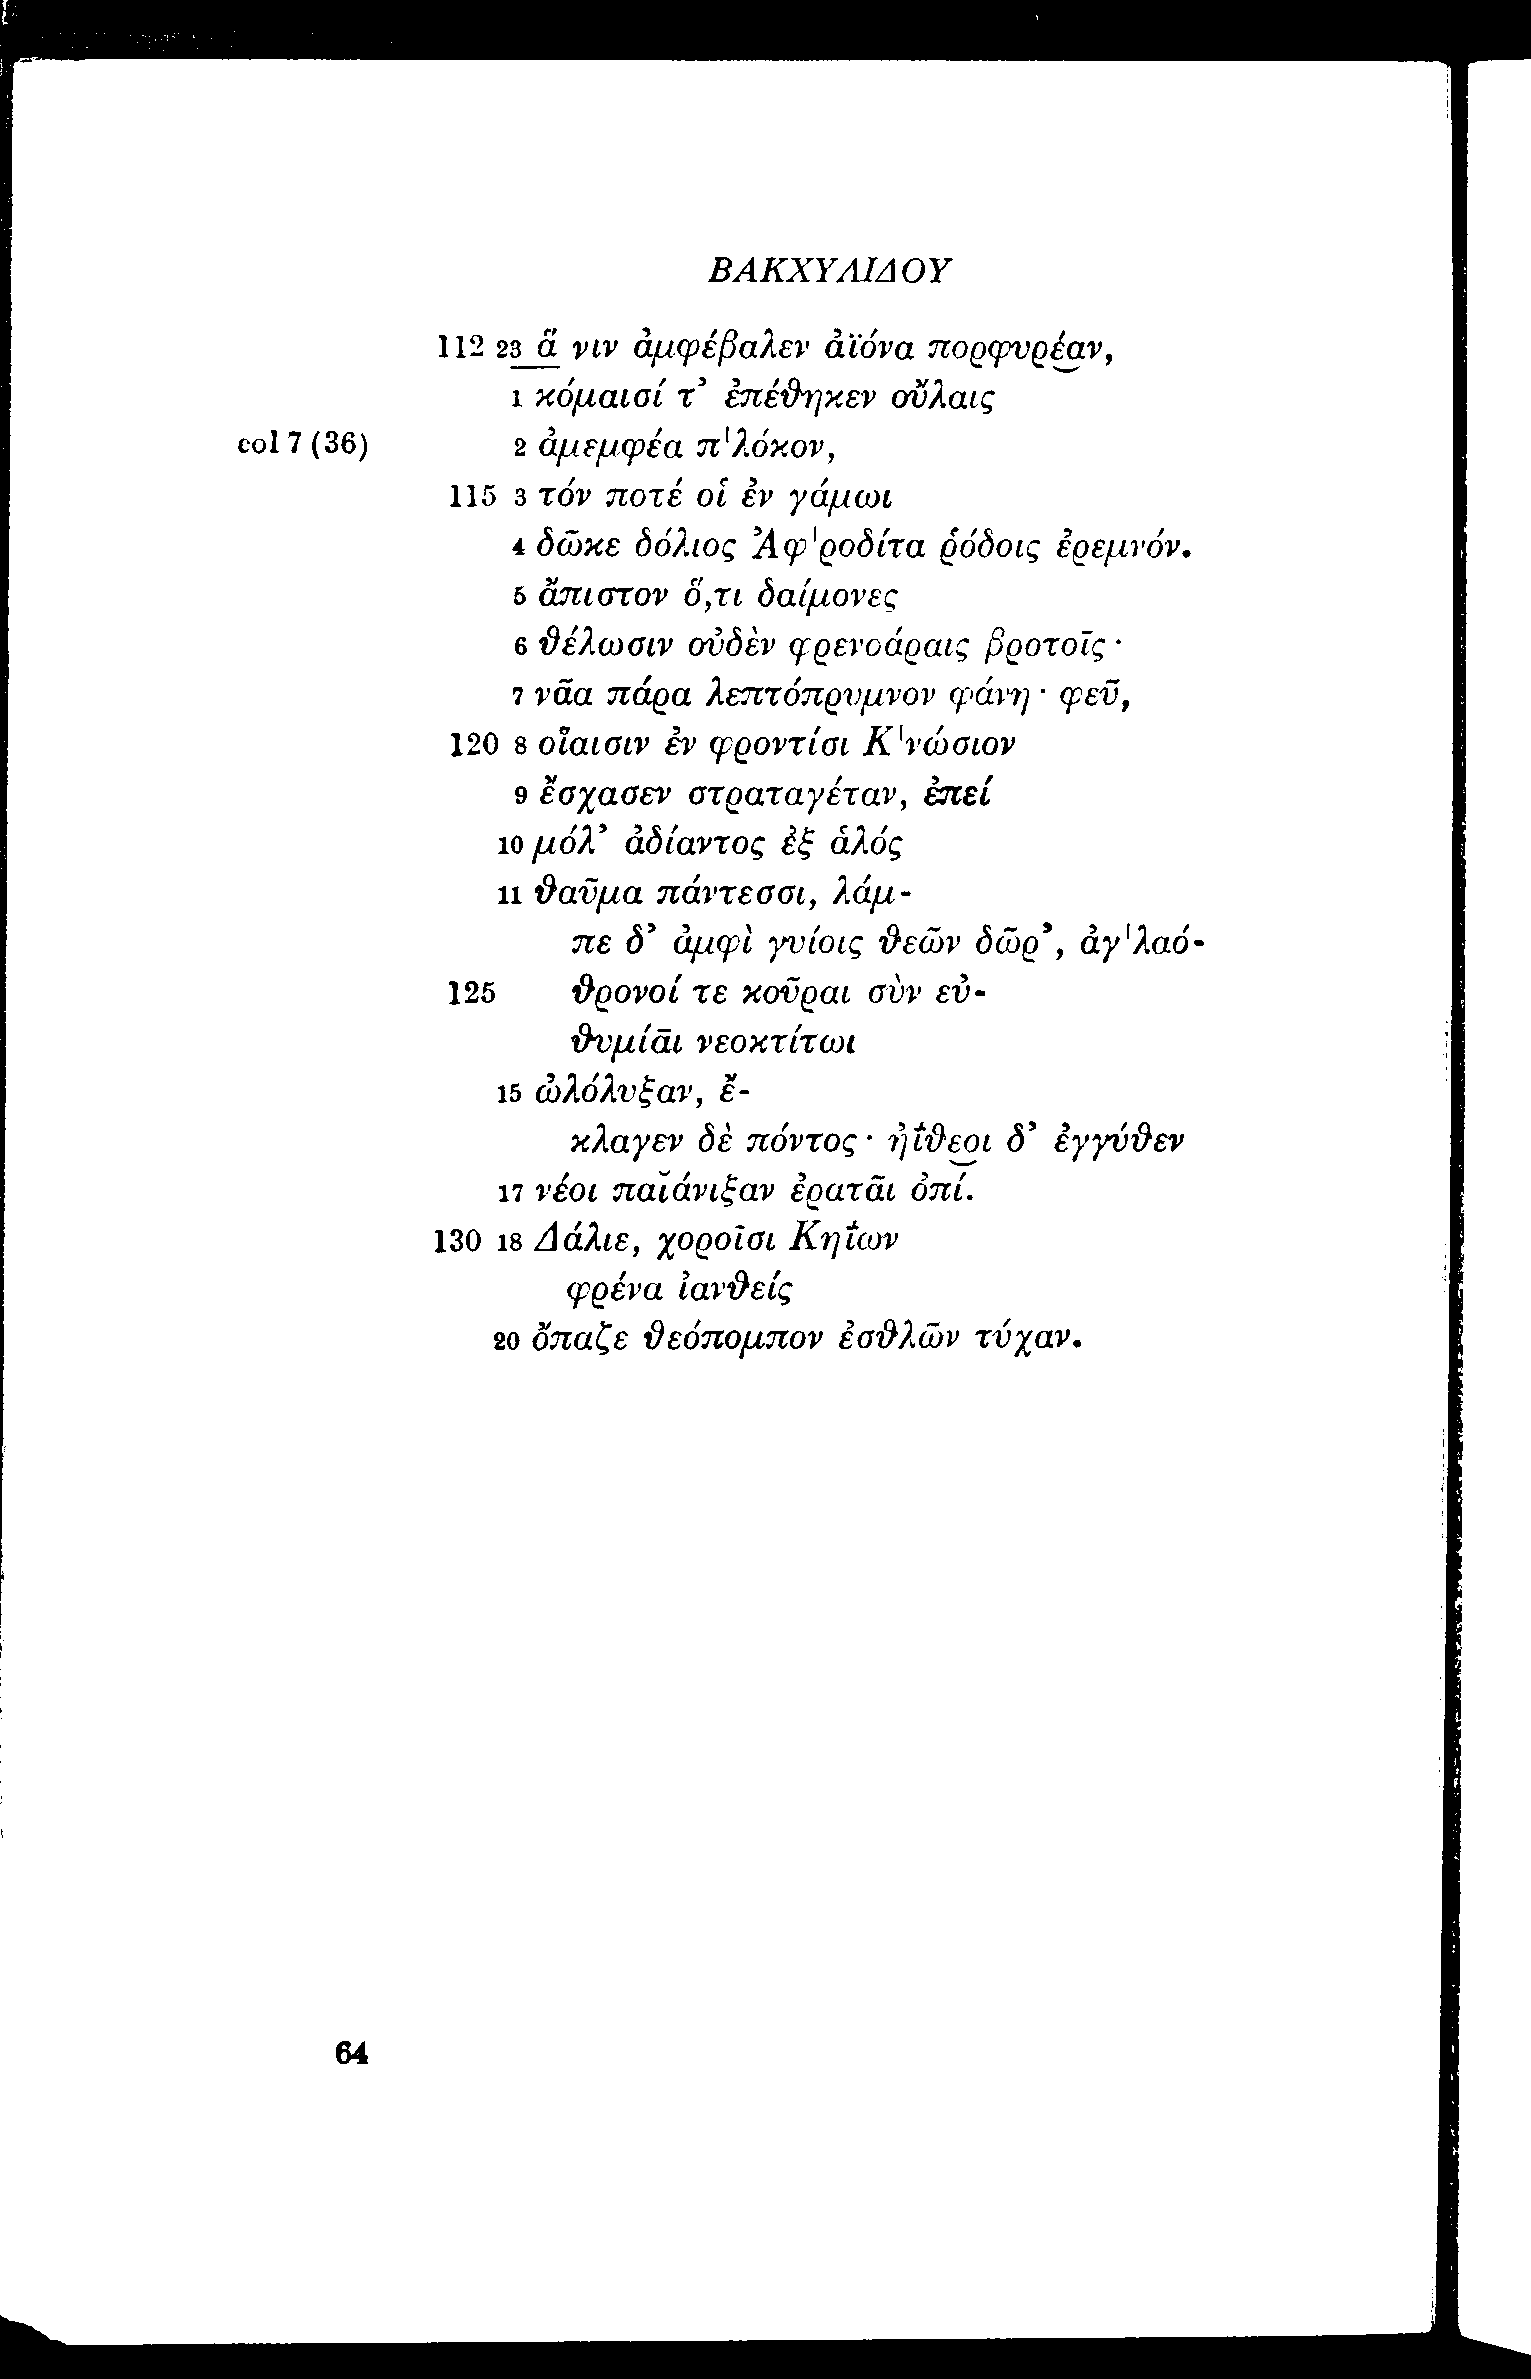 ΒΑΚΧΥΛΙΔΟΥ
112 23 ἅ νιν ἀμφέβαλεν ἀϊόνα πορφυρέαν,
1 κόμαισί τ᾽ ἐπέθηκεν οὔλαις
col 7 (36) 2 ἀμεμφέα π'λόκον,
115 3 τόν ποτέ οἱ ἐν γάμωι
4 δῶκε δόλιος Ἀφ'ροδίτα ῥόδοις ἐρεμνόν.
5 ἄπιστον ὅ,τι δαίμονες
6 θέλωσιν οὐδὲν φρενοάραις βροτοῖς·
7 νᾶα πάρα λεπτόπρυμνον φάνη· φεῦ,
120 8 οἵαισιν ἐν φροντίσι Κ'νώσιον
9 ἔσχασεν στραταγέταν, ἐπεί
10 μόλ᾽ ἀδίαντος ἐξ ἁλός
11 θαῦμα πάντεσσι, λάμ-
πε δ᾽ ἀμφὶ γυίοις θεῶν δῶρ᾽, ἀγ'λαό-
125 θρονοί τε κοῦραι σὺν εὐ-
θυμίᾱι νεοκτίτωι
15 ὠλόλυξαν, ἔ-
κλαγεν δὲ πόντος· ἠΐθεοι δ᾽ ἐγγύθεν
17 νέοι παϊάνιξαν ἐρατᾶι ὀπί.
130 18 Δάλιε, χοροῖσι Κηΐων
φρένα ἰανθείς
20 ὄπαζε θεόπομπον ἐσθλῶν τύχαν.
64